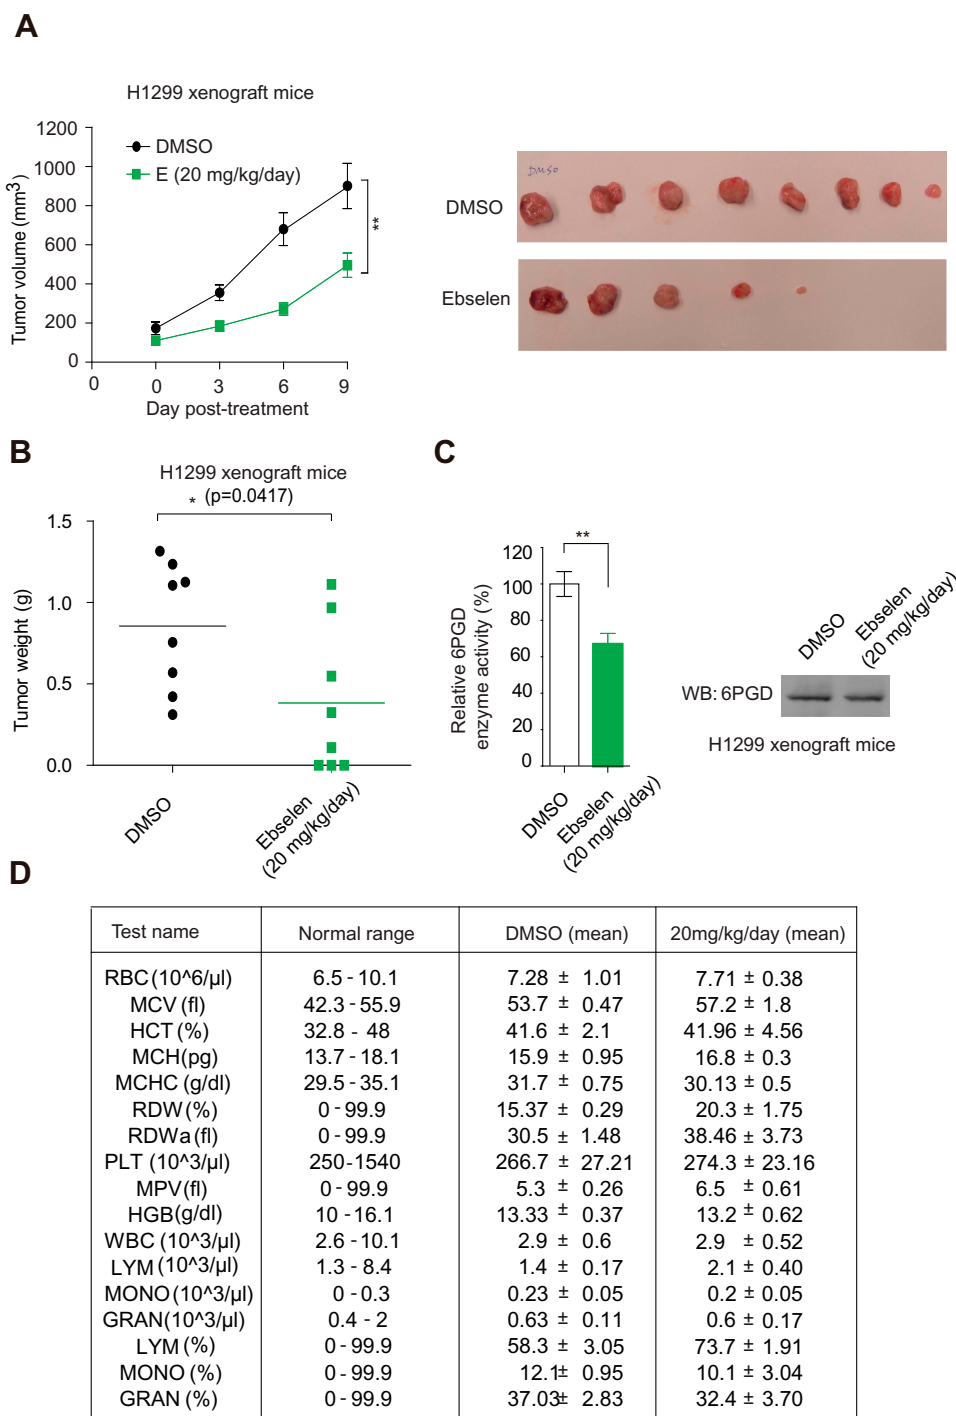 A
H1299 xenograft mice
DMSO
E (20 mg/kg/day)
Tumor volume (mm³)
1200
1000
800
600
400
200
0
0 0 3 6 9
Day post-treatment
**
DMSO
DMSO
Ebselen
B
H1299 xenograft mice
* (p=0.0417)
Tumor weight (g)
1.5
1.0
0.5
0.0
DMSO
Ebselen
(20 mg/kg/day)
C
**
Relative 6PGD
enzyme activity (%)
120
100
80
60
40
20
0
DMSO
Ebselen
(20 mg/kg/day)
DMSO
Ebselen
(20 mg/kg/day)
WB: 6PGD
H1299 xenograft mice
D
Test name Normal range DMSO (mean) 20mg/kg/day (mean)
RBC (10^6/µl) 6.5 - 10.1 7.28 ± 1.01 7.71 ± 0.38
MCV (fl) 42.3 - 55.9 53.7 ± 0.47 57.2 ± 1.8
HCT (%) 32.8 - 48 41.6 ± 2.1 41.96 ± 4.56
MCH (pg) 13.7 - 18.1 15.9 ± 0.95 16.8 ± 0.3
MCHC (g/dl) 29.5 - 35.1 31.7 ± 0.75 30.13 ± 0.5
RDW (%) 0 - 99.9 15.37 ± 0.29 20.3 ± 1.75
RDWa (fl) 0 - 99.9 30.5 ± 1.48 38.46 ± 3.73
PLT (10^3/µl) 250-1540 266.7 ± 27.21 274.3 ± 23.16
MPV (fl) 0 - 99.9 5.3 ± 0.26 6.5 ± 0.61
HGB (g/dl) 10 - 16.1 13.33 ± 0.37 13.2 ± 0.62
WBC (10^3/µl) 2.6 - 10.1 2.9 ± 0.6 2.9 ± 0.52
LYM (10^3/µl) 1.3 - 8.4 1.4 ± 0.17 2.1 ± 0.40
MONO (10^3/µl) 0 - 0.3 0.23 ± 0.05 0.2 ± 0.05
GRAN (10^3/µl) 0.4 - 2 0.63 ± 0.11 0.6 ± 0.17
LYM (%) 0 - 99.9 58.3 ± 3.05 73.7 ± 1.91
MONO (%) 0 - 99.9 12.1± 0.95 10.1 ± 3.04
GRAN (%) 0 - 99.9 37.03± 2.83 32.4 ± 3.70